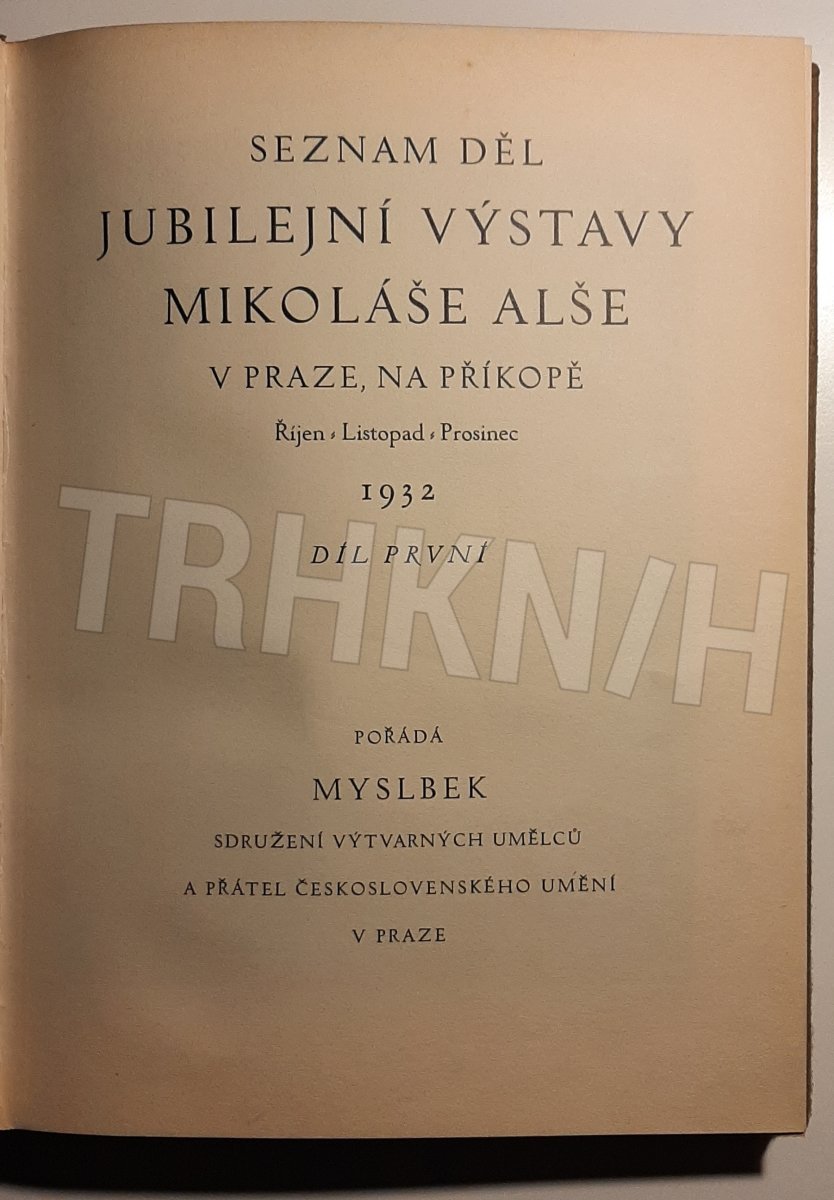 SEZNAM DĚL
JUBILEJNÍ VÝSTAVY
MIKOLÁŠE ALŠE
V PRAZE, NA PŘÍKOPĚ
Říjen Listopad Prosinec
1932
DÍL PRVNÍ
TRHKN/H
POŘÁDÁ
MYSLBEK
SDRUŽENÍ VÝTVARNÝCH UMĚLCŮ
A PŘÁTEL ČESKOSLOVENSKÉHO UMĚNÍ
V PRAZE